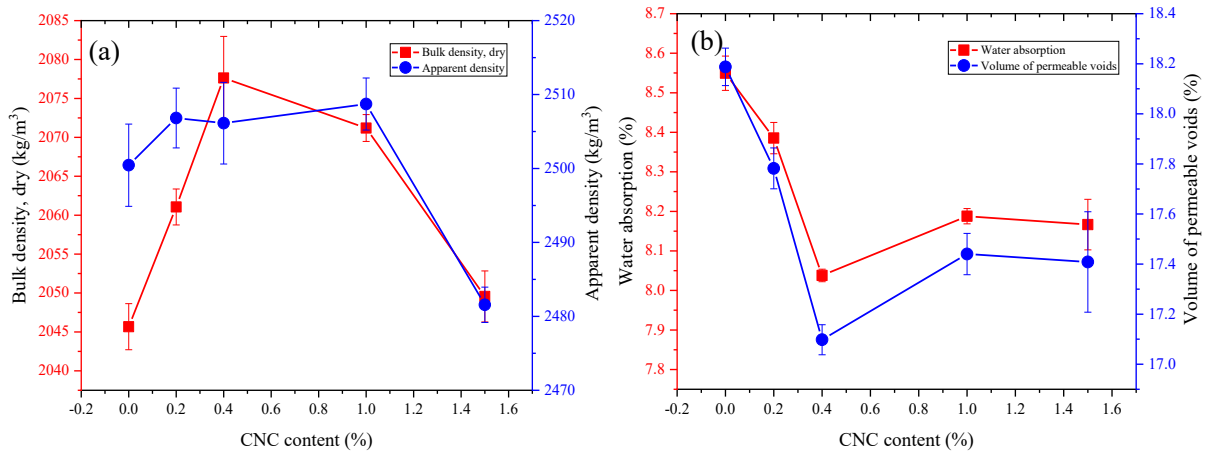 (a)
Bulk density, dry
Apparent density
2085
2080
2075
2070
2065
2060
2055
2050
2045
2040
Bulk density, dry (kg/m³)
2520
2510
2500
2490
2480
2470
Apparent density (kg/m³)
-0.2 0.0 0.2 0.4 0.6 0.8 1.0 1.2 1.4 1.6
CNC content (%)
(b)
Water absorption
Volume of permeable voids
8.7
8.6
8.5
8.4
8.3
8.2
8.1
8.0
7.9
7.8
Water absorption (%)
18.4
18.2
18.0
17.8
17.6
17.4
17.2
17.0
Volume of permeable voids (%)
-0.2 0.0 0.2 0.4 0.6 0.8 1.0 1.2 1.4 1.6
CNC content (%)